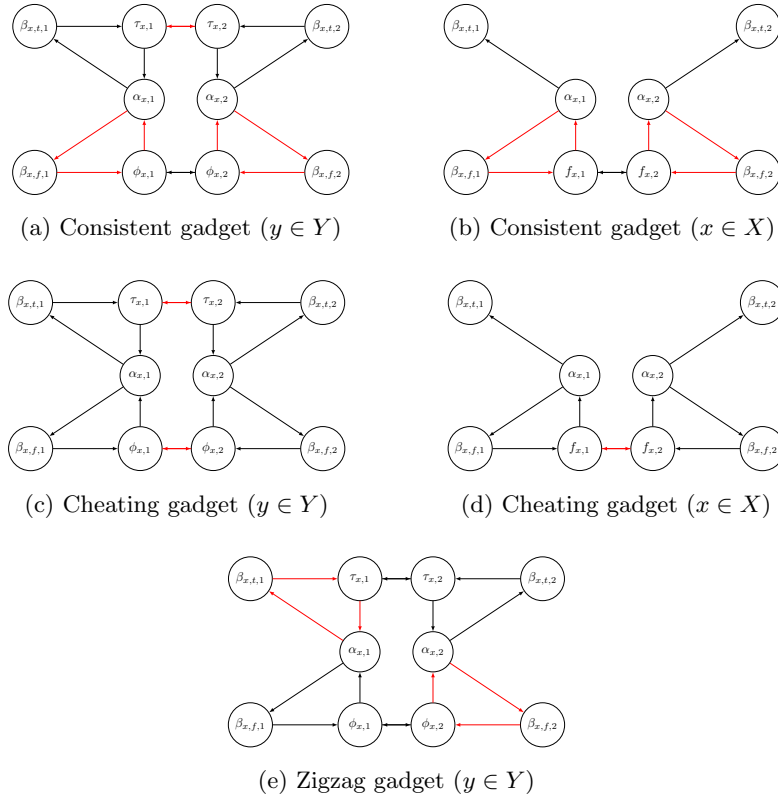 β_{x,t,1} τ_{x,1} τ_{x,2} β_{x,t,2}
α_{x,1} α_{x,2}
β_{x,f,1} ϕ_{x,1} ϕ_{x,2} β_{x,f,2}
(a) Consistent gadget (y ∈ Y)
β_{x,t,1} β_{x,t,2}
α_{x,1} α_{x,2}
β_{x,f,1} f_{x,1} f_{x,2} β_{x,f,2}
(b) Consistent gadget (x ∈ X)
β_{x,t,1} τ_{x,1} τ_{x,2} β_{x,t,2}
α_{x,1} α_{x,2}
β_{x,f,1} ϕ_{x,1} ϕ_{x,2} β_{x,f,2}
(c) Cheating gadget (y ∈ Y)
β_{x,t,1} β_{x,t,2}
α_{x,1} α_{x,2}
β_{x,f,1} f_{x,1} f_{x,2} β_{x,f,2}
(d) Cheating gadget (x ∈ X)
β_{x,t,1} τ_{x,1} τ_{x,2} β_{x,t,2}
α_{x,1} α_{x,2}
β_{x,f,1} ϕ_{x,1} ϕ_{x,2} β_{x,f,2}
(e) Zigzag gadget (y ∈ Y)